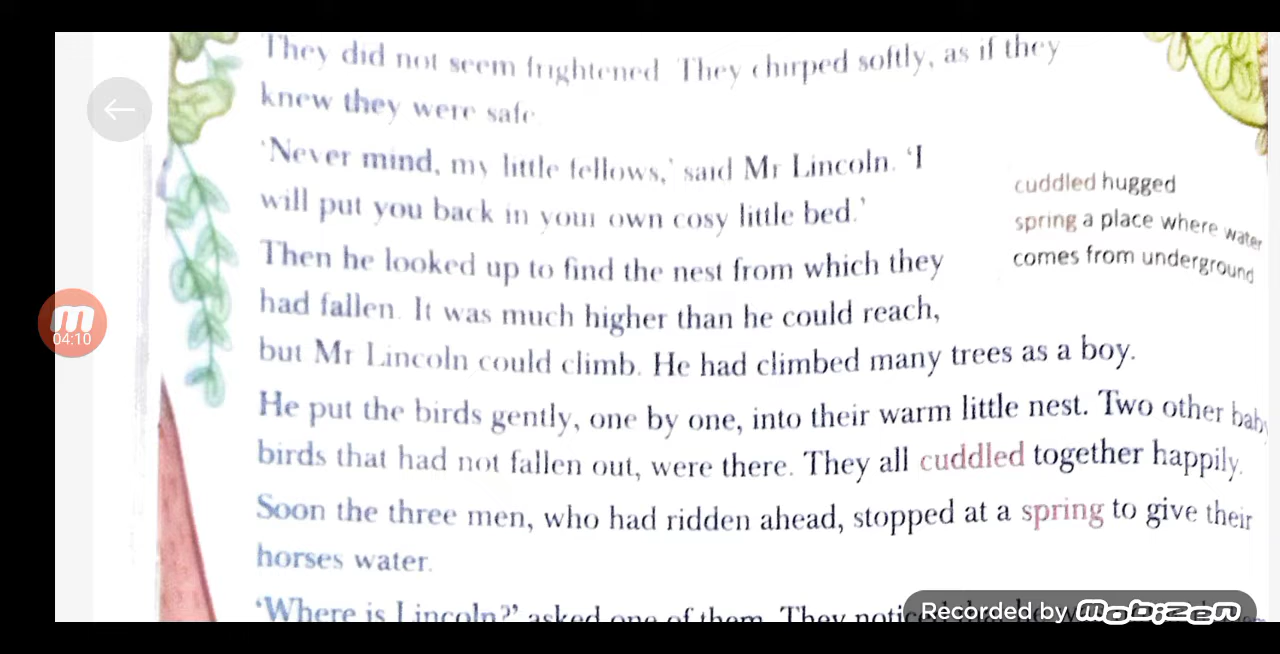 They did not seem frightened They chirped softly, as if they
knew they were safe
'Never mind, my little fellows,' said Mr Lincoln. 'I
will put you back in your own cosy little bed.'
Then he looked up to find the nest from which they
had fallen. It was much higher than he could reach,
but Mr Lincoln could climb. He had climbed many trees as a boy.
He put the birds gently, one by one, into their warm little nest. Two other baby
birds that had not fallen out, were there. They all cuddled together happily.
Soon the three men, who had ridden ahead, stopped at a spring to give their
horses water.
'Where is Lincoln?' asked one of them. They
cuddled hugged
spring a place where water
comes from underground
m
04:10
Recorded by mobizen